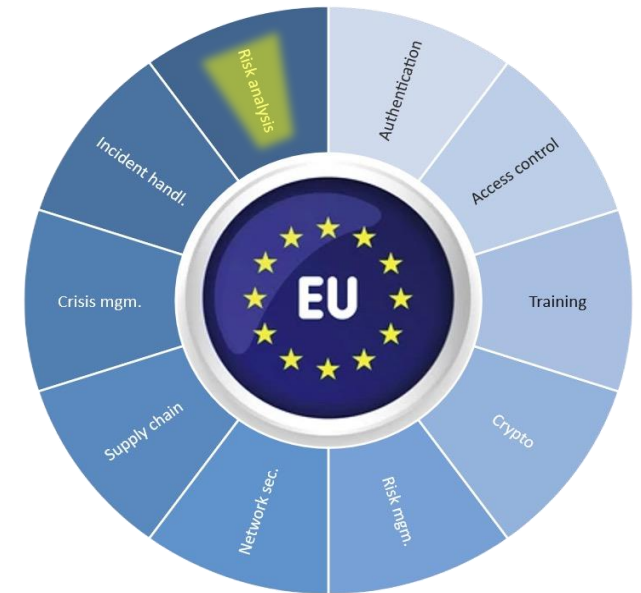 Risk analysis
Authentication
Access control
Training
Crypto
Risk mgm.
Network sec.
Supply chain
Crisis mgm.
Incident handl.
EU